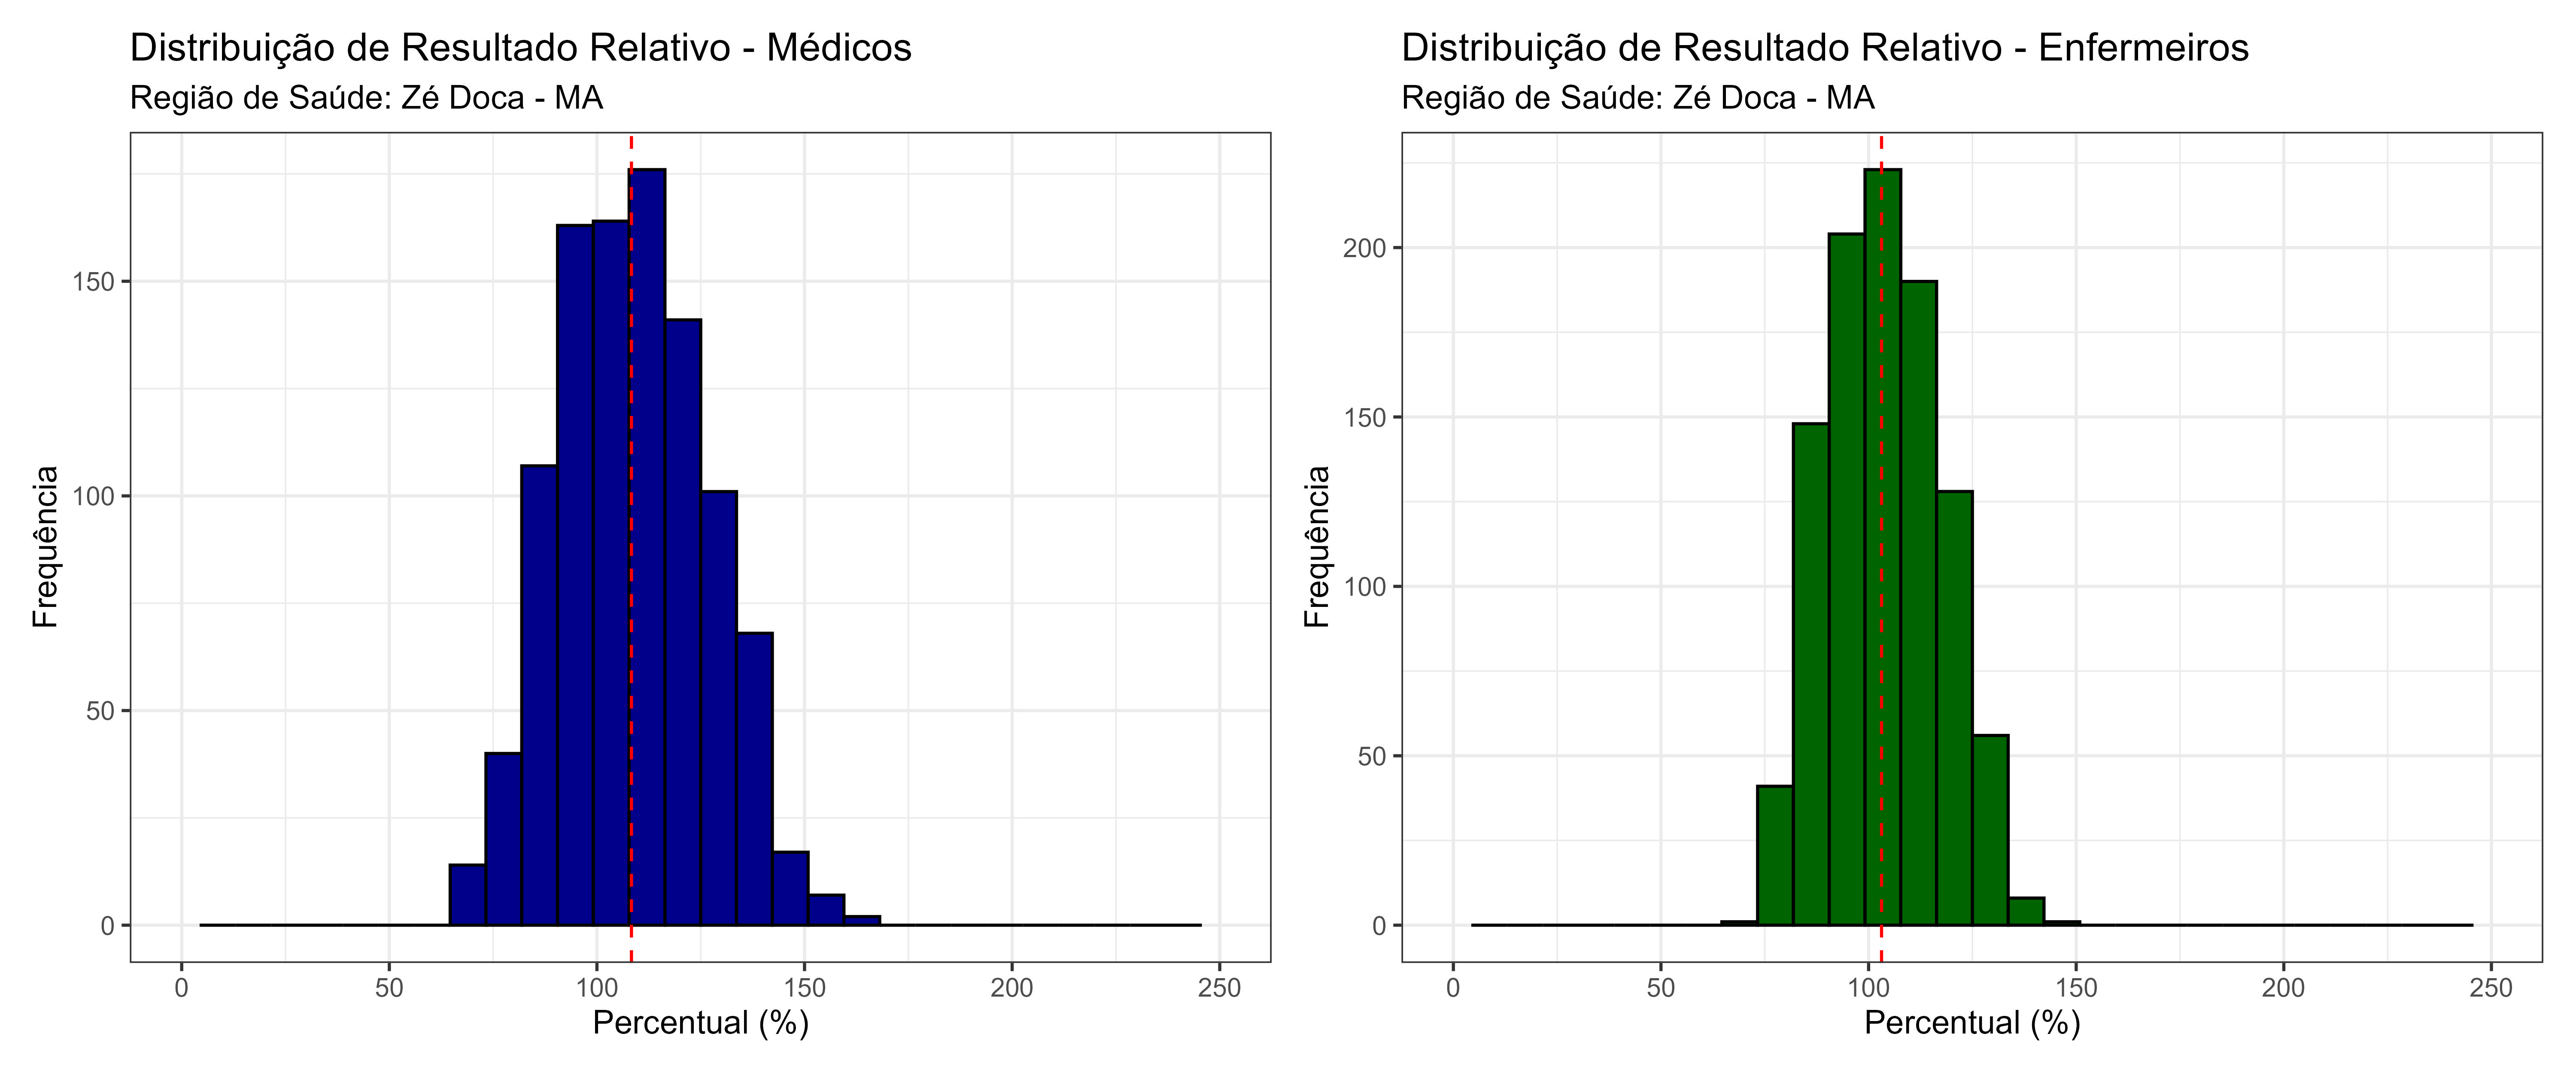 Distribuição de Resultado Relativo - Médicos
Região de Saúde: Zé Doca - MA
Frequência
150
100
50
0
0 50 100 150 200 250
Percentual (%)
Distribuição de Resultado Relativo - Enfermeiros
Região de Saúde: Zé Doca - MA
Frequência
200
150
100
50
0
0 50 100 150 200 250
Percentual (%)